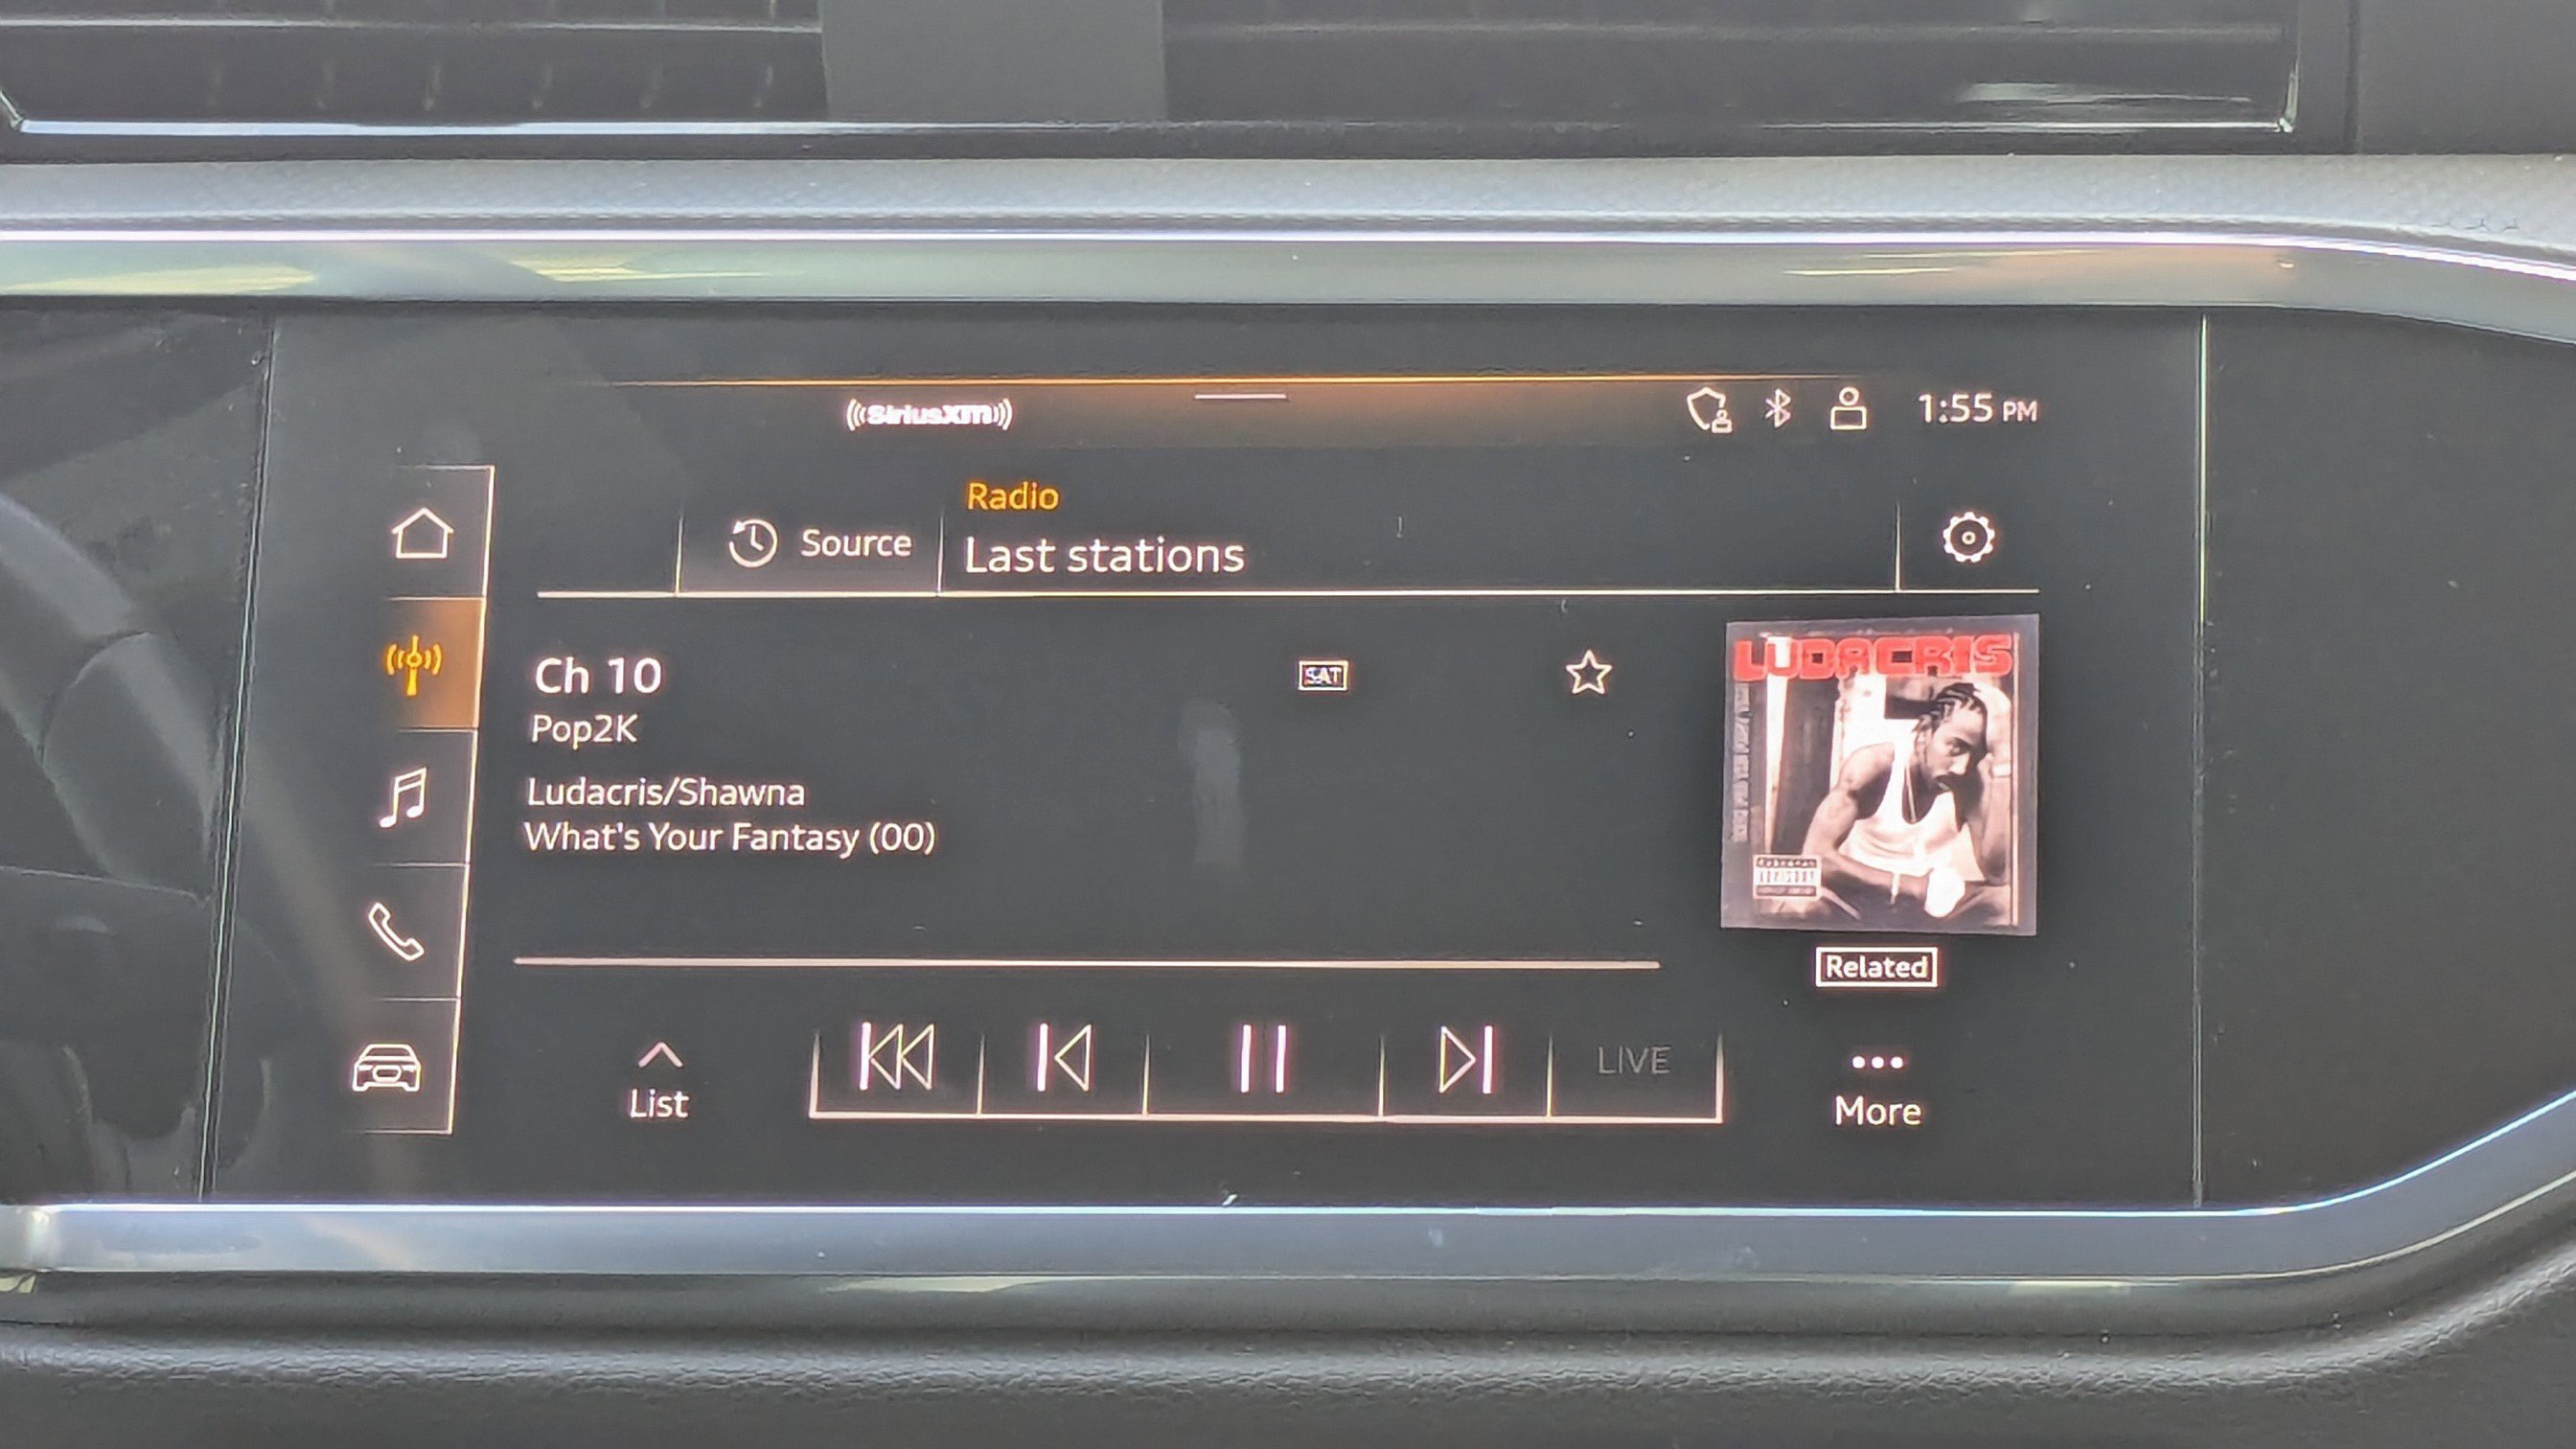 SiriusXM
1:55 PM
Radio
Source
Last stations
Ch 10
SAT
Pop2K
Ludacris/Shawna
What's Your Fantasy (00)
LUDACRIS
ADVISORY
Related
List
LIVE
More